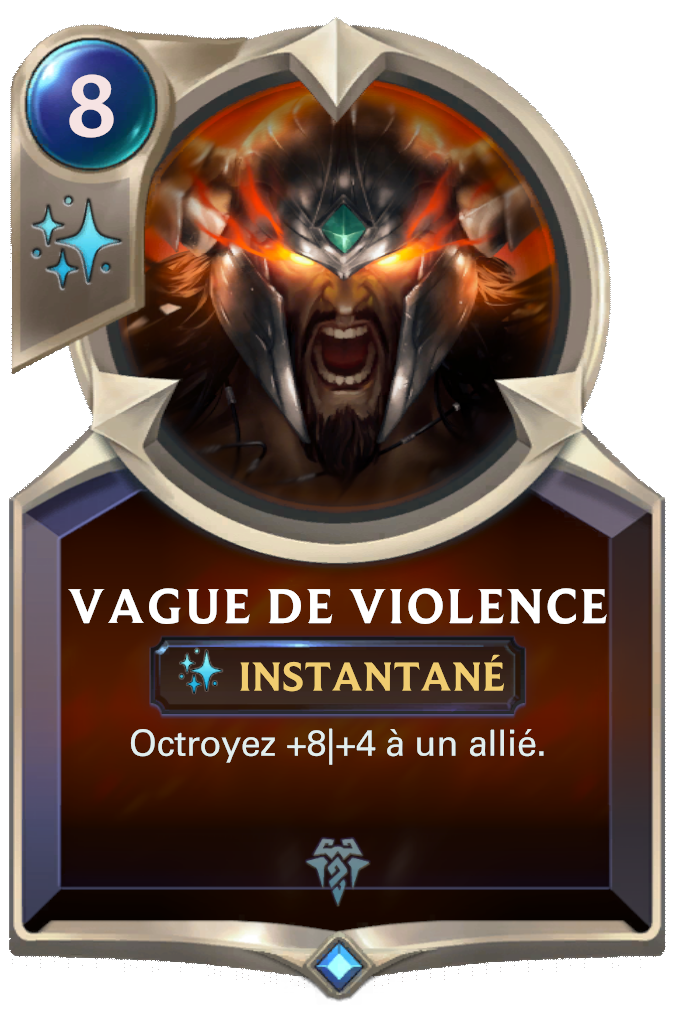 8
VAGUE DE VIOLENCE
INSTANTANÉ
Octroyez +8|+4 à un allié.